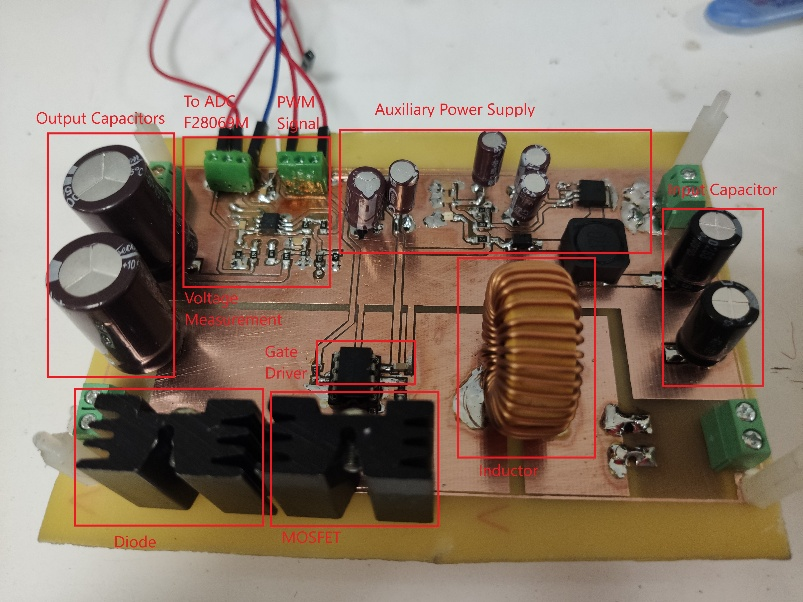 To ADC
F28069M
PWM
Signal
Auxiliary Power Supply
Output Capacitors
Input Capacitor
Voltage
Measurement
Gate
Driver
Inductor
Diode
MOSFET